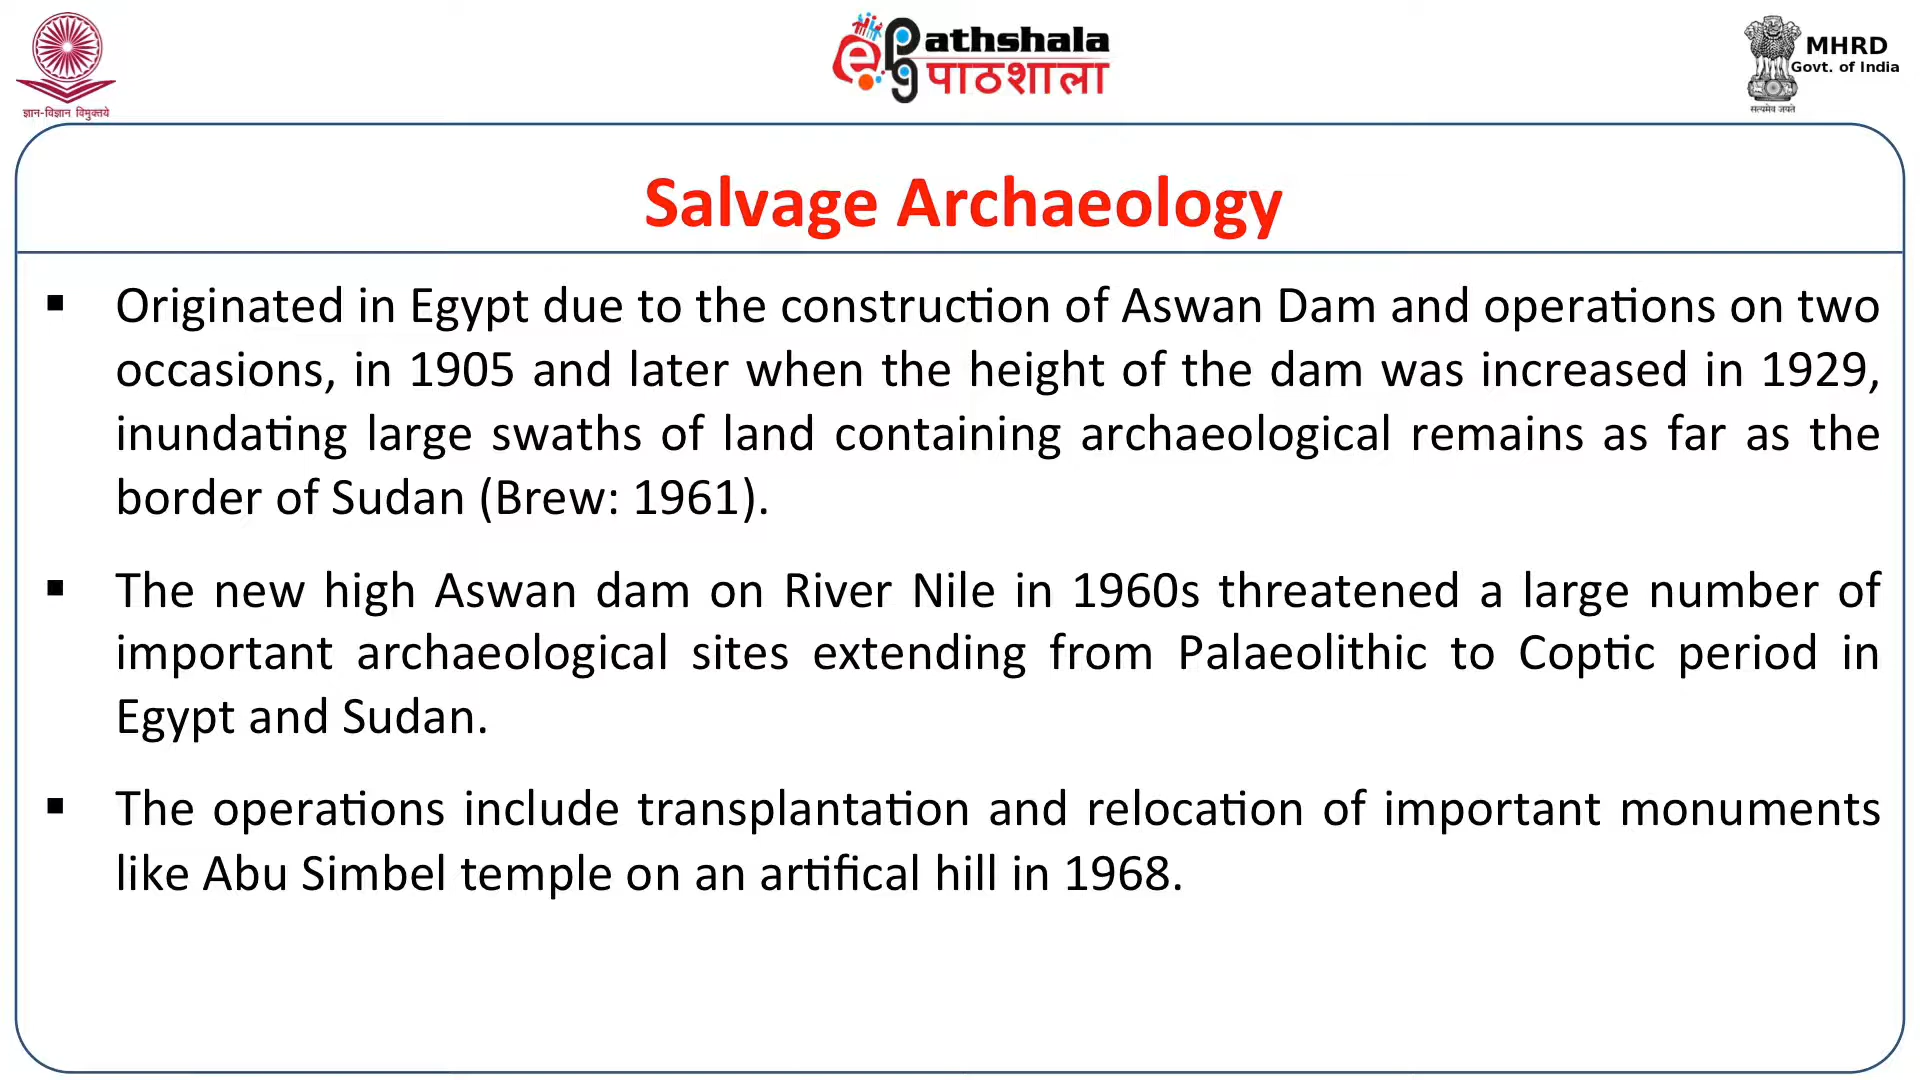 ज्ञान-विज्ञान विमुक्तये
e PG Pathshala
पाठशाला
MHRD
Govt. of India
सत्यमेव जयते
Salvage Archaeology
▪ Originated in Egypt due to the construction of Aswan Dam and operations on two
occasions, in 1905 and later when the height of the dam was increased in 1929,
inundating large swaths of land containing archaeological remains as far as the
border of Sudan (Brew: 1961).
▪ The new high Aswan dam on River Nile in 1960s threatened a large number of
important archaeological sites extending from Palaeolithic to Coptic period in
Egypt and Sudan.
▪ The operations include transplantation and relocation of important monuments
like Abu Simbel temple on an artifical hill in 1968.